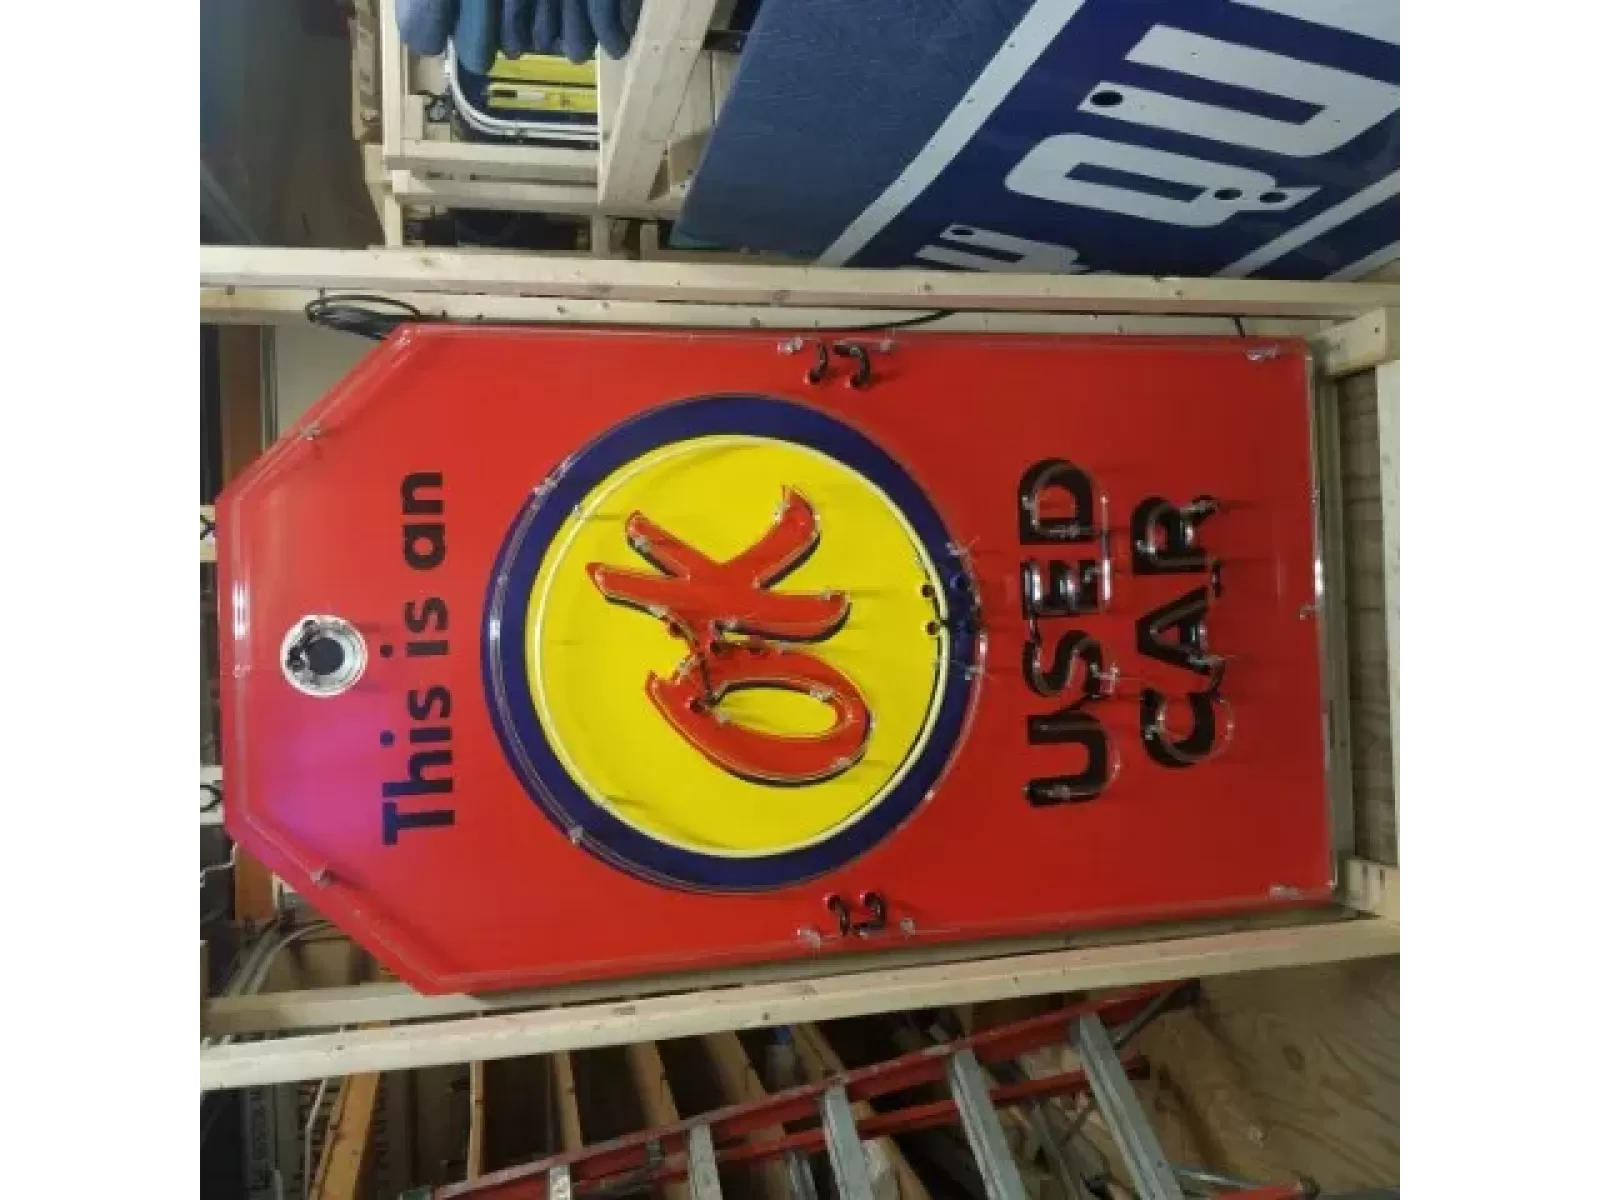 This is an
OK
USED
CAR